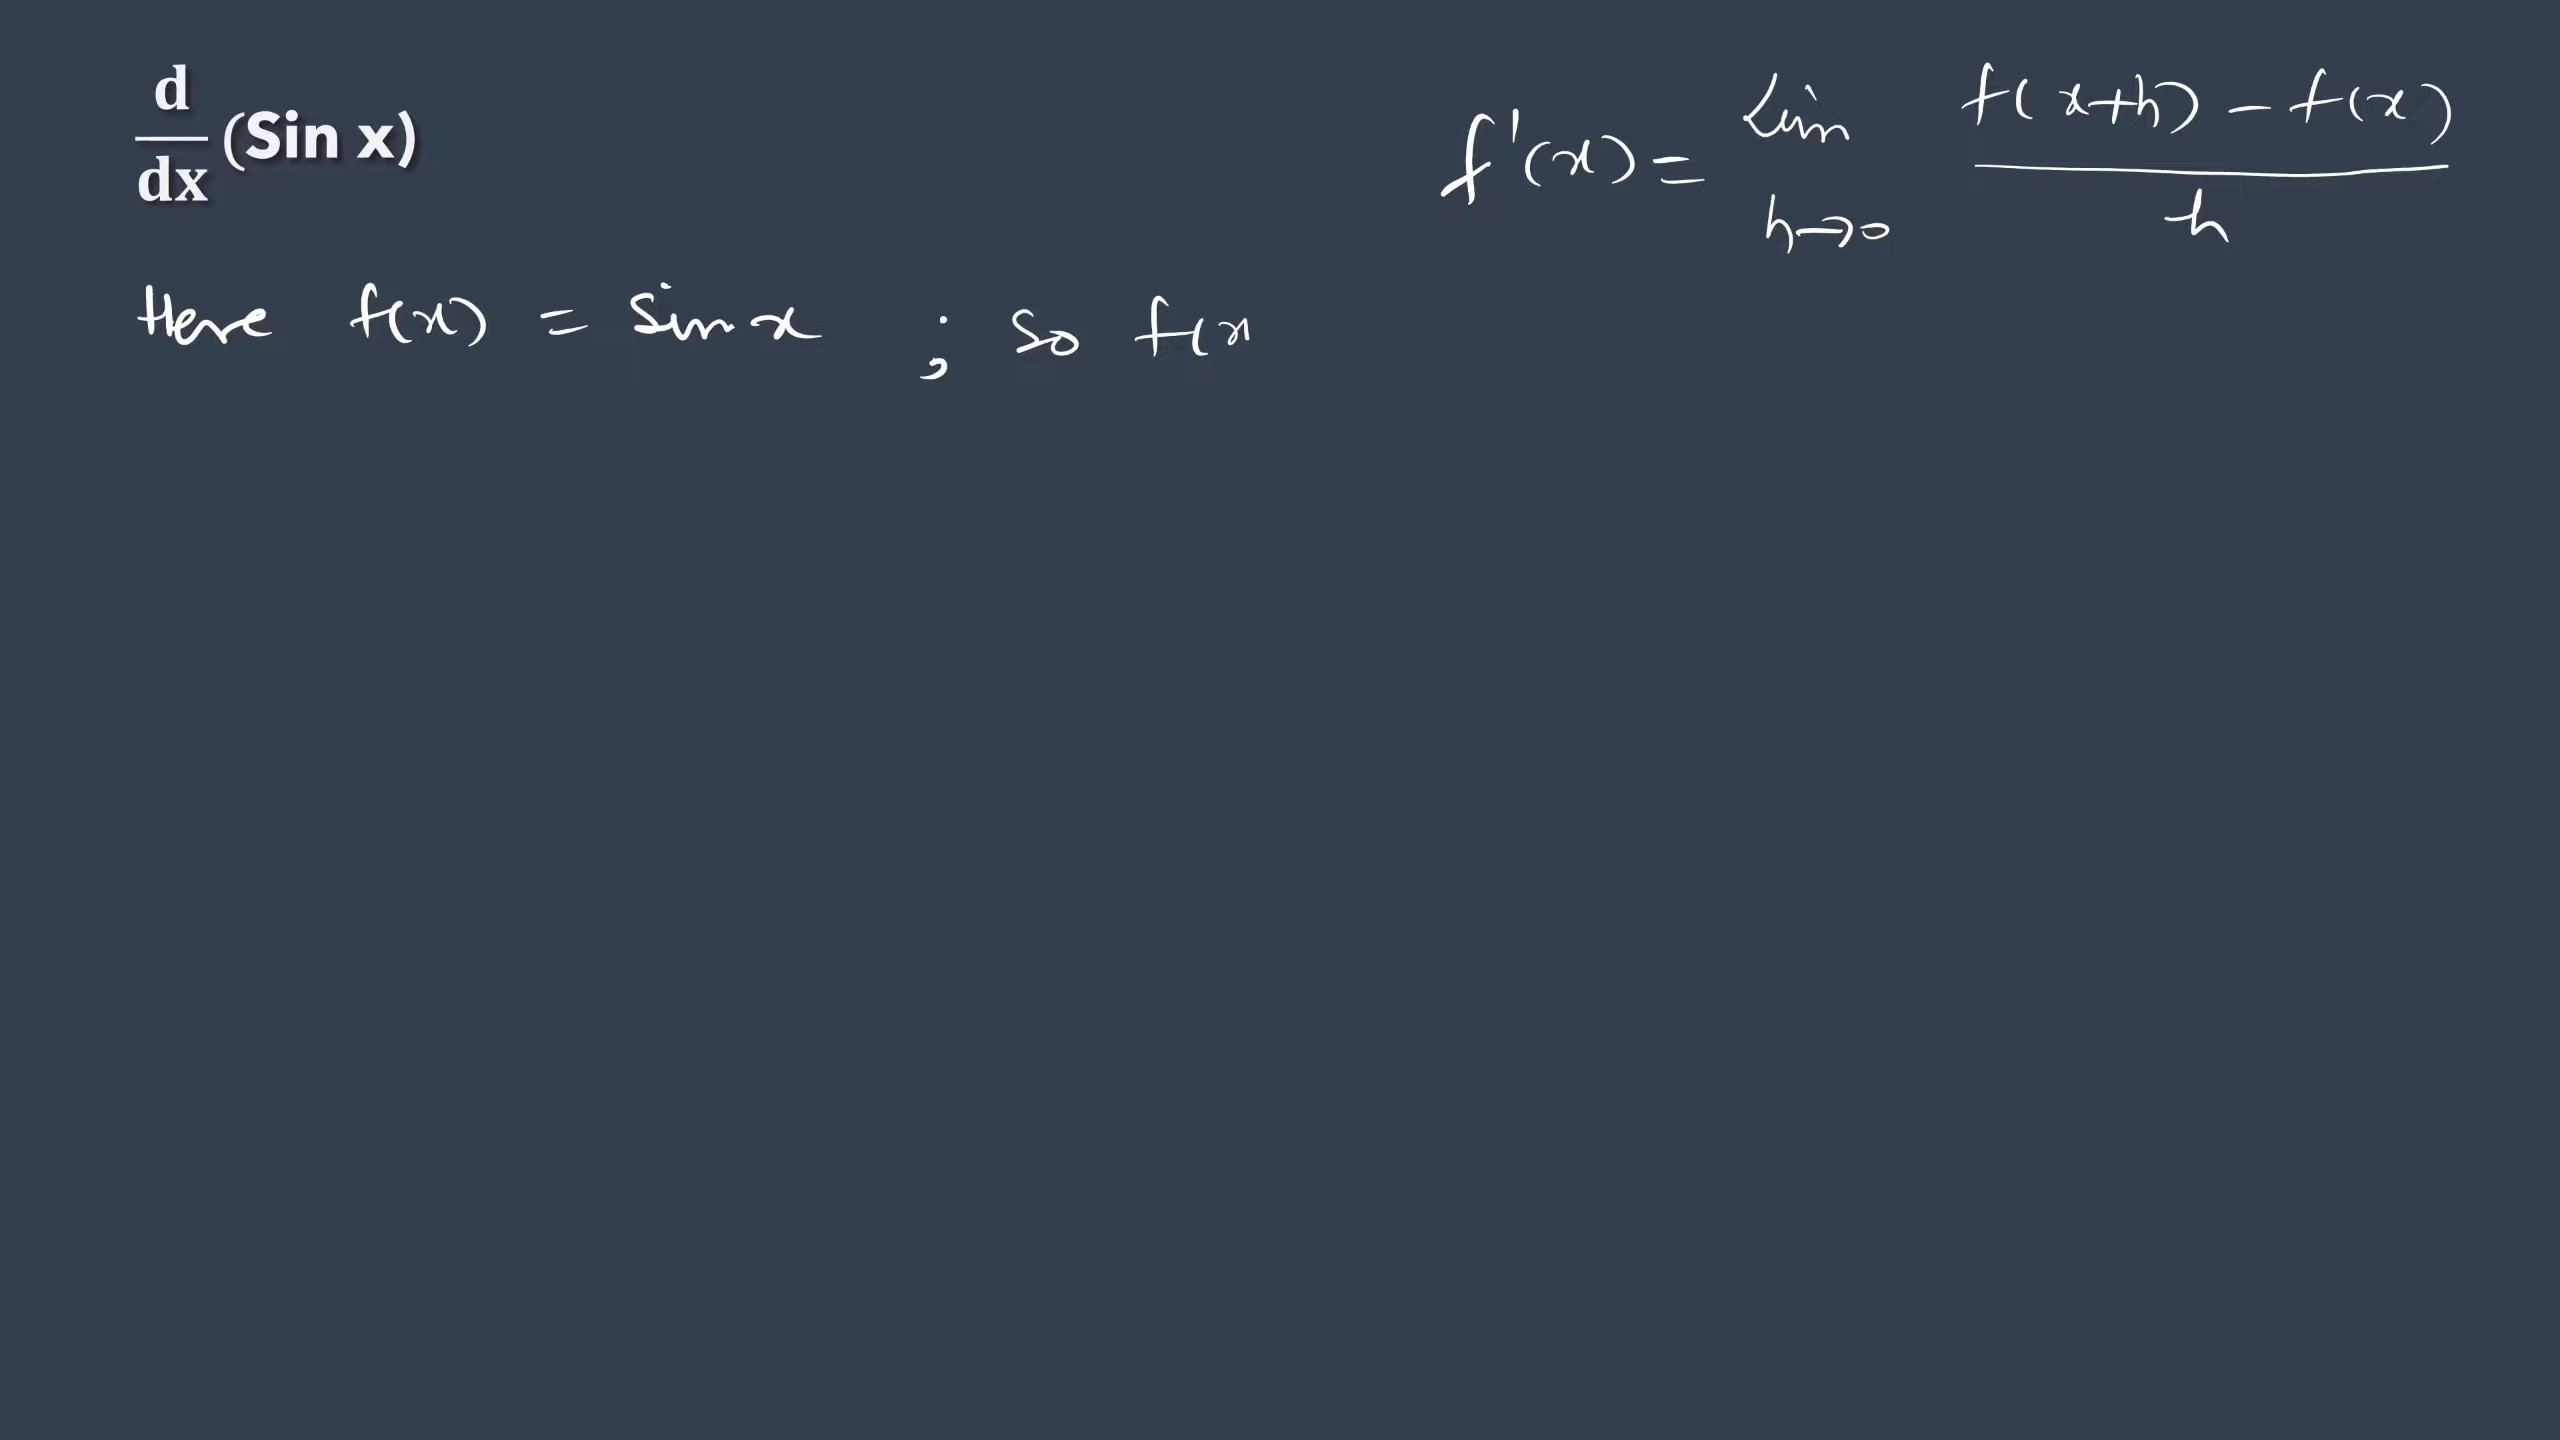 d/dx (Sin x)
f'(x) = Lim h→0 f(x+h) - f(x) / h
Here f(x) = Sin x ; So f(x